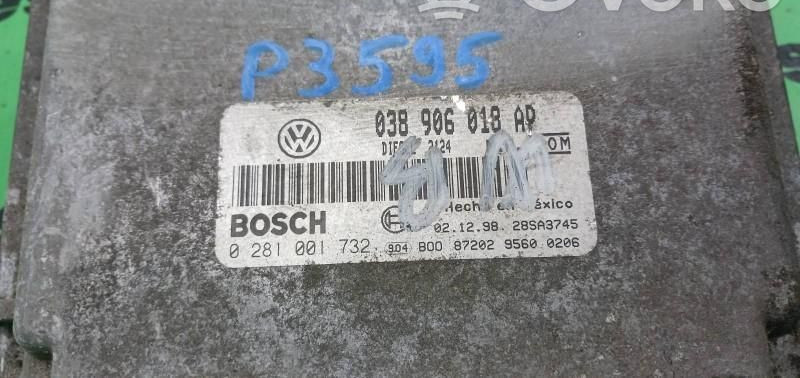 P3595
038 906 018 AP
BOSCH
Hecho en México
02.12.98. 28SA3745
0 281 001 732 904 B00 87202 9560 0206